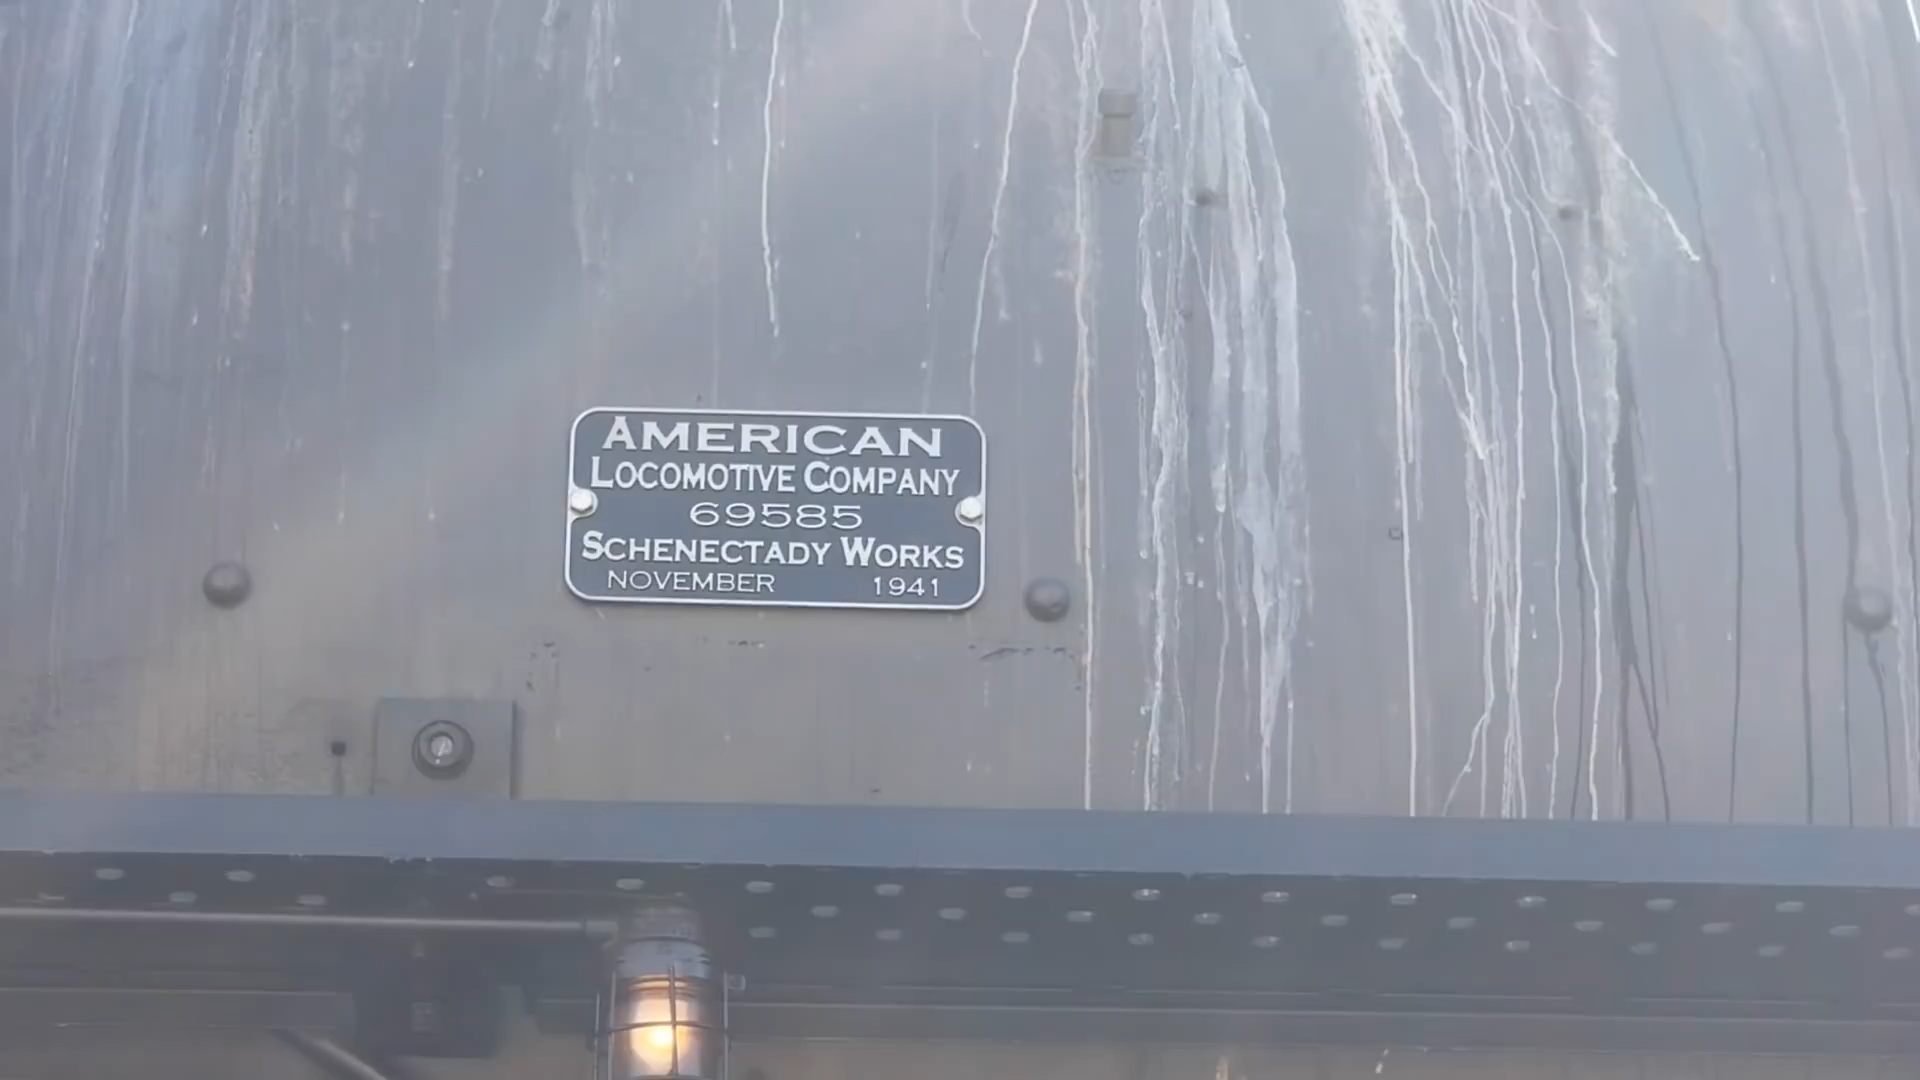 AMERICAN
LOCOMOTIVE COMPANY
69585
SCHENECTADY WORKS
NOVEMBER 1941